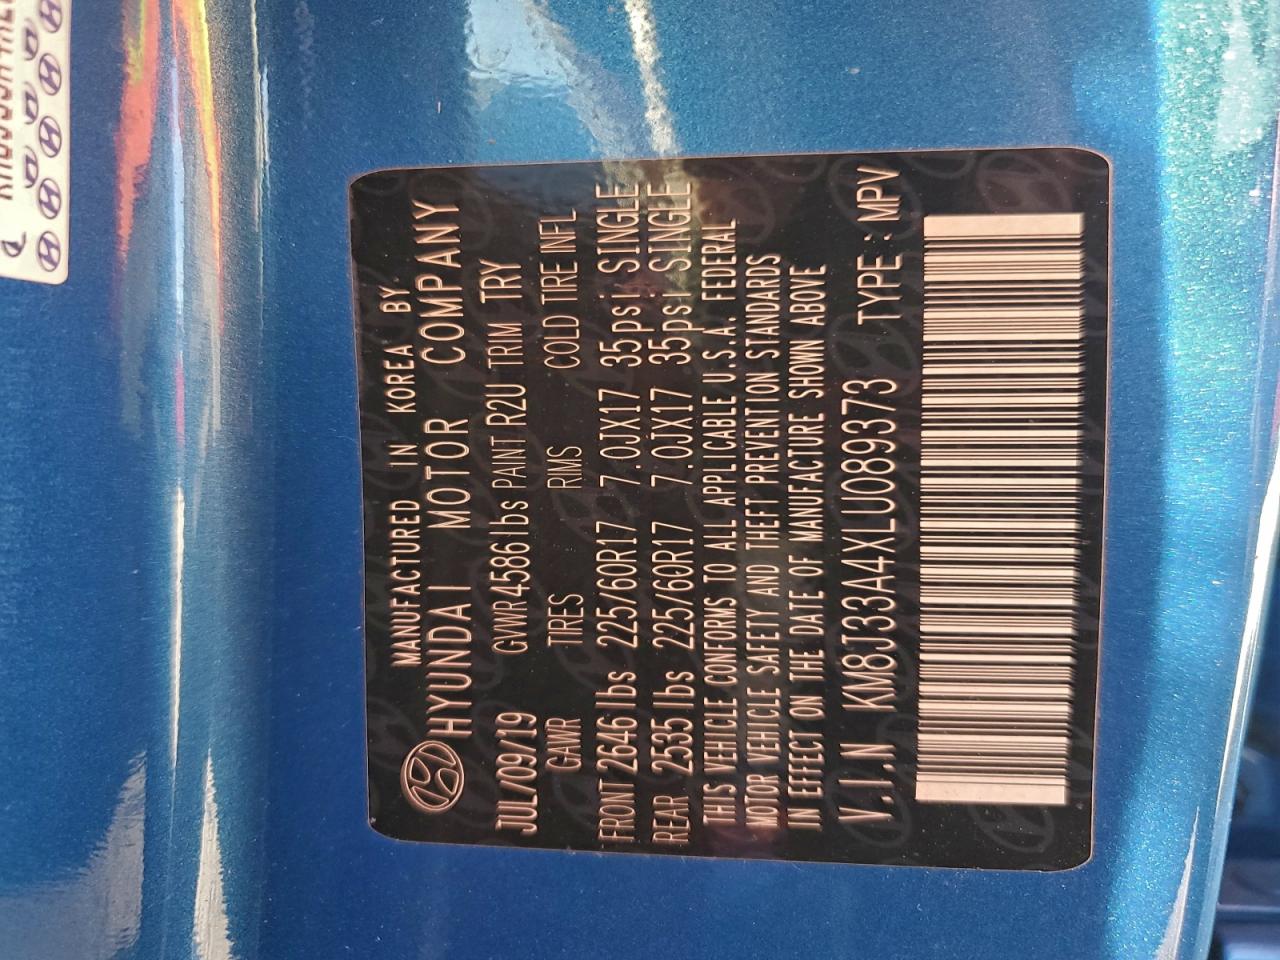 MANUFACTURED IN KOREA BY
HYUNDAI MOTOR COMPANY
JUL/09/19 GVWR 4586 lbs PAINT R2U TRIM TRY
GAWR TIRES RIMS COLD TIRE INFL
FRONT 2646 lbs 225/60R17 7.0JX17 35psi SINGLE
REAR 2535 lbs 225/60R17 7.0JX17 35psi SINGLE
THIS VEHICLE CONFORMS TO ALL APPLICABLE U.S.A. FEDERAL
MOTOR VEHICLE SAFETY AND THEFT PREVENTION STANDARDS
IN EFFECT ON THE DATE OF MANUFACTURE SHOWN ABOVE
V.I.N KM8J33A4XLU089373 TYPE : MPV